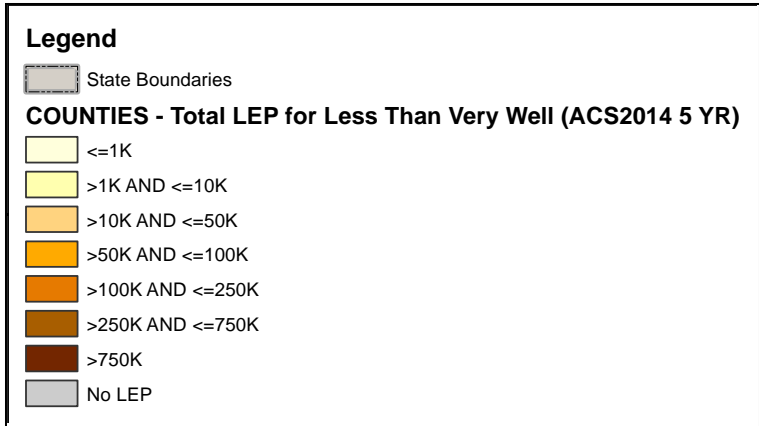 Legend
State Boundaries
COUNTIES - Total LEP for Less Than Very Well (ACS2014 5 YR)
<=1K
>1K AND <=10K
>10K AND <=50K
>50K AND <=100K
>100K AND <=250K
>250K AND <=750K
>750K
No LEP